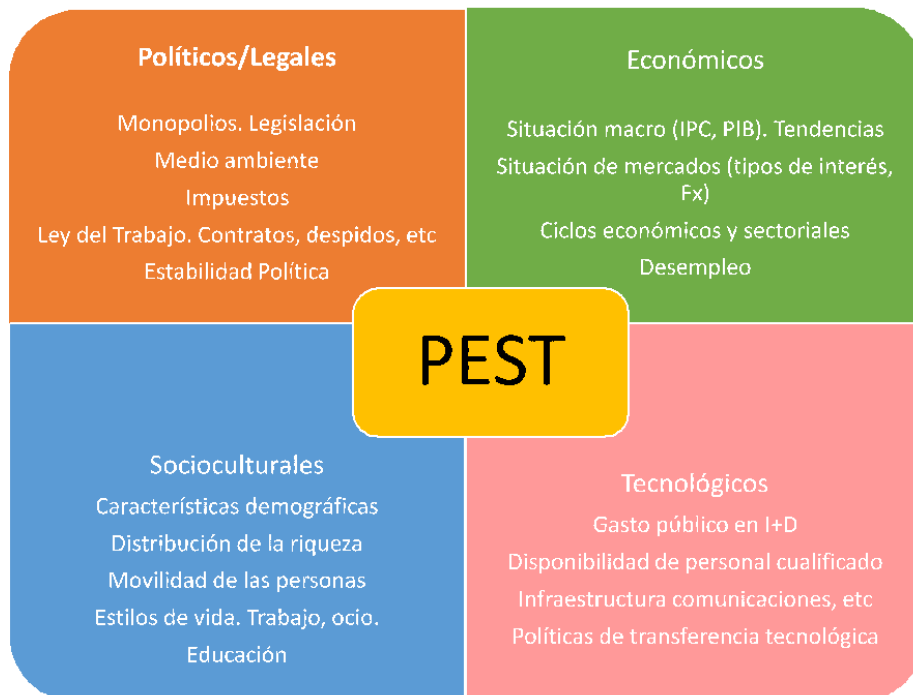 Políticos/Legales
Monopolios. Legislación
Medio ambiente
Impuestos
Ley del Trabajo. Contratos, despidos, etc
Estabilidad Política
Económicos
Situación macro (IPC, PIB). Tendencias
Situación de mercados (tipos de interés,
Fx)
Ciclos económicos y sectoriales
Desempleo
PEST
Socioculturales
Características demográficas
Distribución de la riqueza
Movilidad de las personas
Estilos de vida. Trabajo, ocio.
Educación
Tecnológicos
Gasto público en I+D
Disponibilidad de personal cualificado
Infraestructura comunicaciones, etc
Políticas de transferencia tecnológica